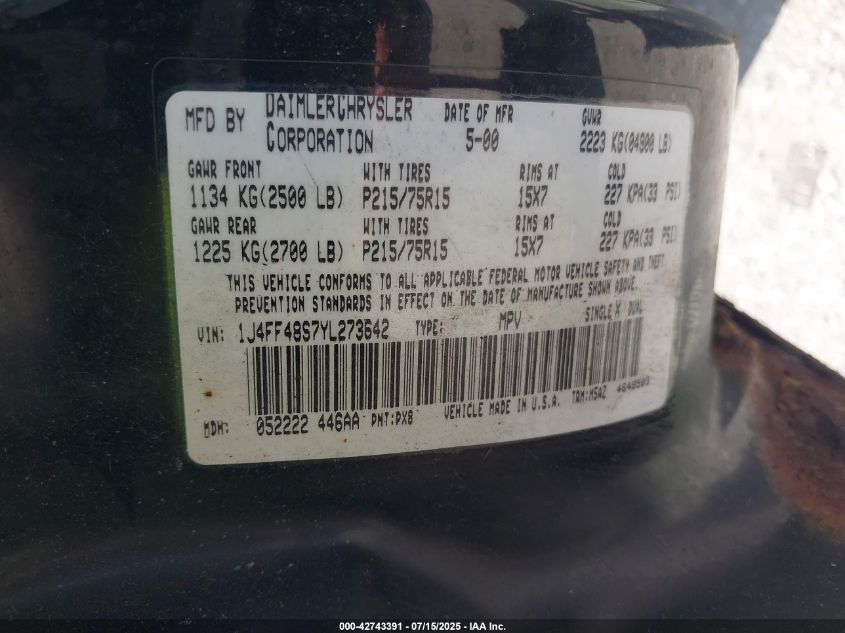 MFD BY DAIMLERCHRYSLER CORPORATION DATE OF MFR 5-00 GVWR 2223 KG(04900 LB)
GAWR FRONT WITH TIRES RIMS AT COLD
1134 KG(2500 LB) P215/75R15 15X7 227 KPA(33 PSI)
GAWR REAR WITH TIRES RIMS AT COLD
1225 KG(2700 LB) P215/75R15 15X7 227 KPA(33 PSI)
THIS VEHICLE CONFORMS TO ALL APPLICABLE FEDERAL MOTOR VEHICLE SAFETY AND THEFT
PREVENTION STANDARDS IN EFFECT ON THE DATE OF MANUFACTURE SHOWN ABOVE.
VIN: 1J4FF48S7YL273642 TYPE: MPV SINGLE X DUAL
MDH: 052222 446AA PNT:PX8 VEHICLE MADE IN U.S.A. TRM:MSAZ 4648503
000-42743391 - 07/15/2025 - IAA Inc.